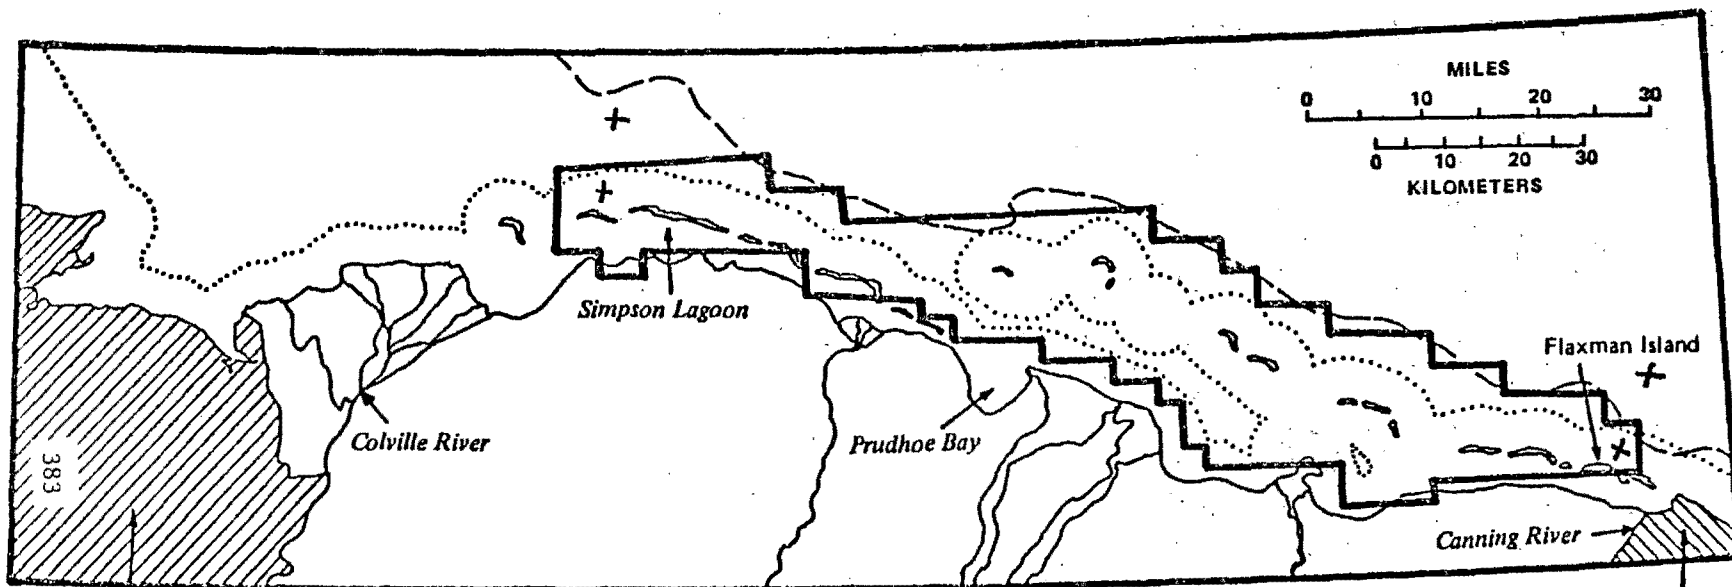 MILES
0 10 20 30
0 10 20 30
KILOMETERS
Simpson Lagoon
Flaxman Island
Colville River
Prudhoe Bay
383
Canning River